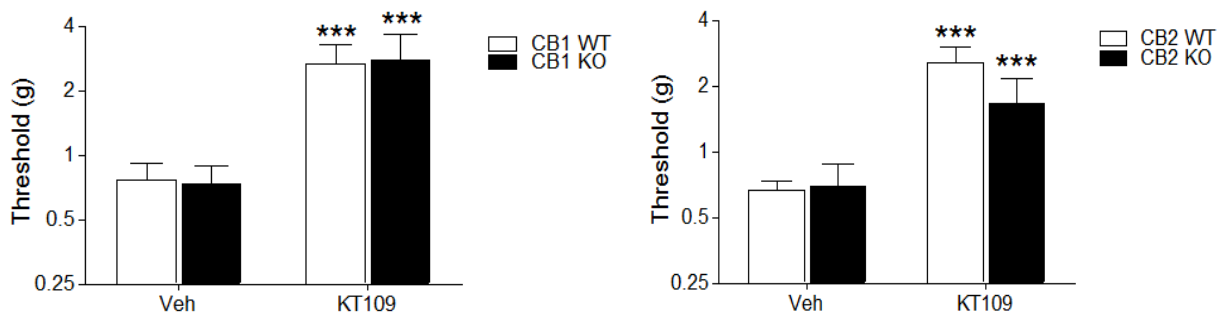 4
2
1
0.5
0.25
Threshold (g)
*** ***
Veh KT109
CB1 WT
CB1 KO
4
2
1
0.5
0.25
Threshold (g)
***
***
Veh KT109
CB2 WT
CB2 KO